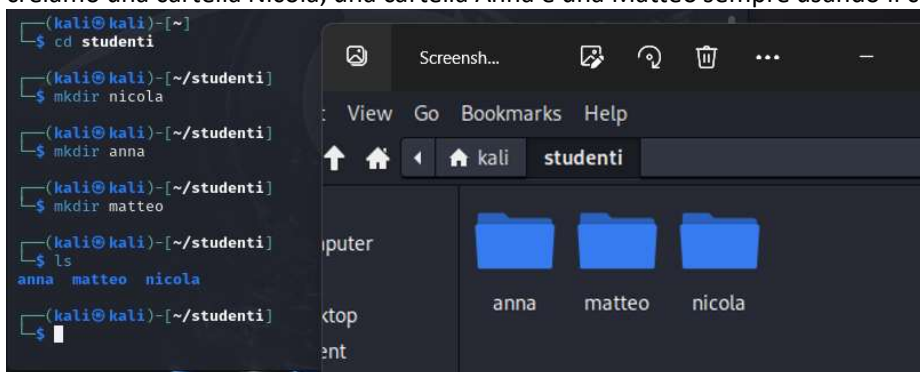 creiamo una cartella Nicola, una cartella Anna e una Matteo sempre usando il
(kali㉿kali)-[~]
$ cd studenti
(kali㉿kali)-[~/studenti]
$ mkdir nicola
(kali㉿kali)-[~/studenti]
$ mkdir anna
(kali㉿kali)-[~/studenti]
$ mkdir matteo
(kali㉿kali)-[~/studenti]
$ ls
anna matteo nicola
(kali㉿kali)-[~/studenti]
$
Screensh...
View Go Bookmarks Help
kali studenti
puter
ktop
ent
anna matteo nicola